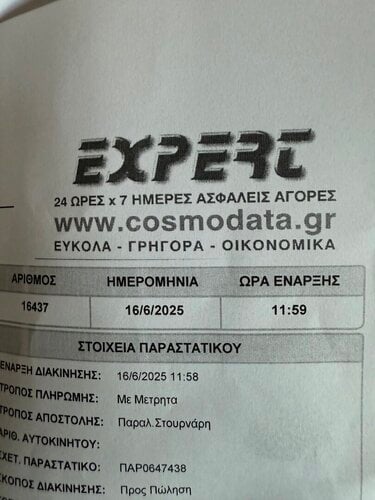 EXPERT
24 ΩΡΕΣ x 7 ΗΜΕΡΕΣ ΑΣΦΑΛΕΙΣ ΑΓΟΡΕΣ
www.cosmodata.gr
ΕΥΚΟΛΑ - ΓΡΗΓΟΡΑ - ΟΙΚΟΝΟΜΙΚΑ
ΑΡΙΘΜΟΣ ΗΜΕΡΟΜΗΝΙΑ ΩΡΑ ΕΝΑΡΞΗΣ
16437 16/6/2025 11:59
ΣΤΟΙΧΕΙΑ ΠΑΡΑΣΤΑΤΙΚΟΥ
ΕΝΑΡΞΗ ΔΙΑΚΙΝΗΣΗΣ: 16/6/2025 11:58
ΤΡΟΠΟΣ ΠΛΗΡΩΜΗΣ: Με Μετρητα
ΤΡΟΠΟΣ ΑΠΟΣΤΟΛΗΣ: Παραλ.Στουρνάρη
ΑΡΙΘ. ΑΥΤΟΚΙΝΗΤΟΥ:
ΣΧΕΤ. ΠΑΡΑΣΤΑΤΙΚΟ: ΠΑΡ0647438
ΣΚΟΠΟΣ ΔΙΑΚΙΝΗΣΗΣ: Προς Πώληση